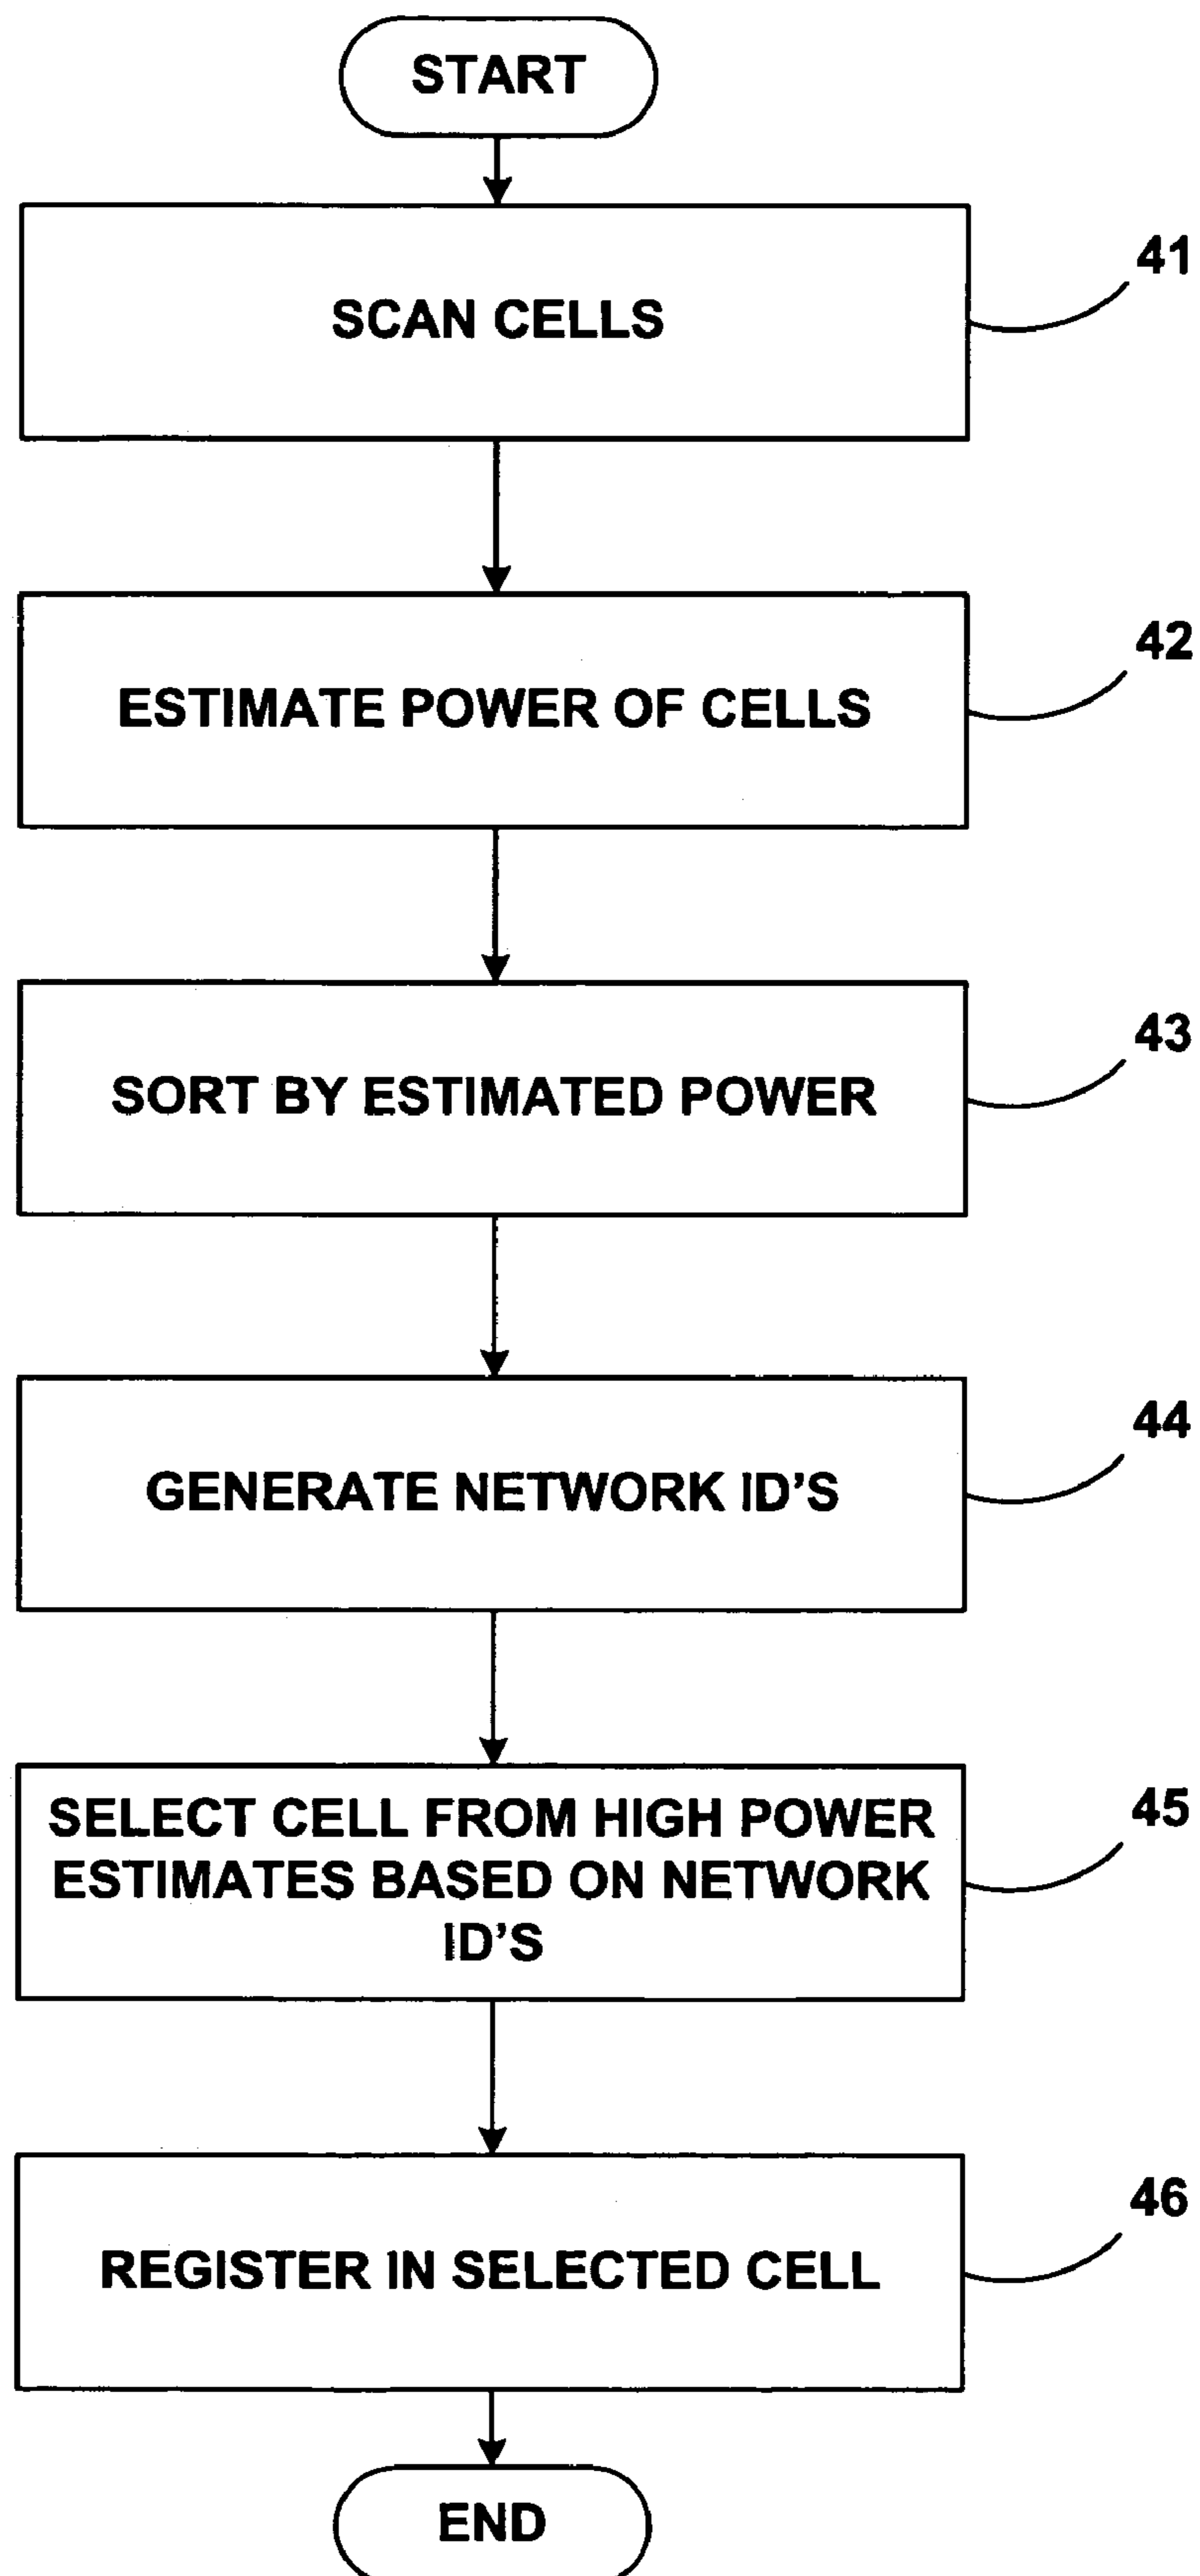 START
SCAN CELLS
41
ESTIMATE POWER OF CELLS
42
SORT BY ESTIMATED POWER
43
GENERATE NETWORK ID'S
44
SELECT CELL FROM HIGH POWER
ESTIMATES BASED ON NETWORK
ID'S
45
REGISTER IN SELECTED CELL
46
END